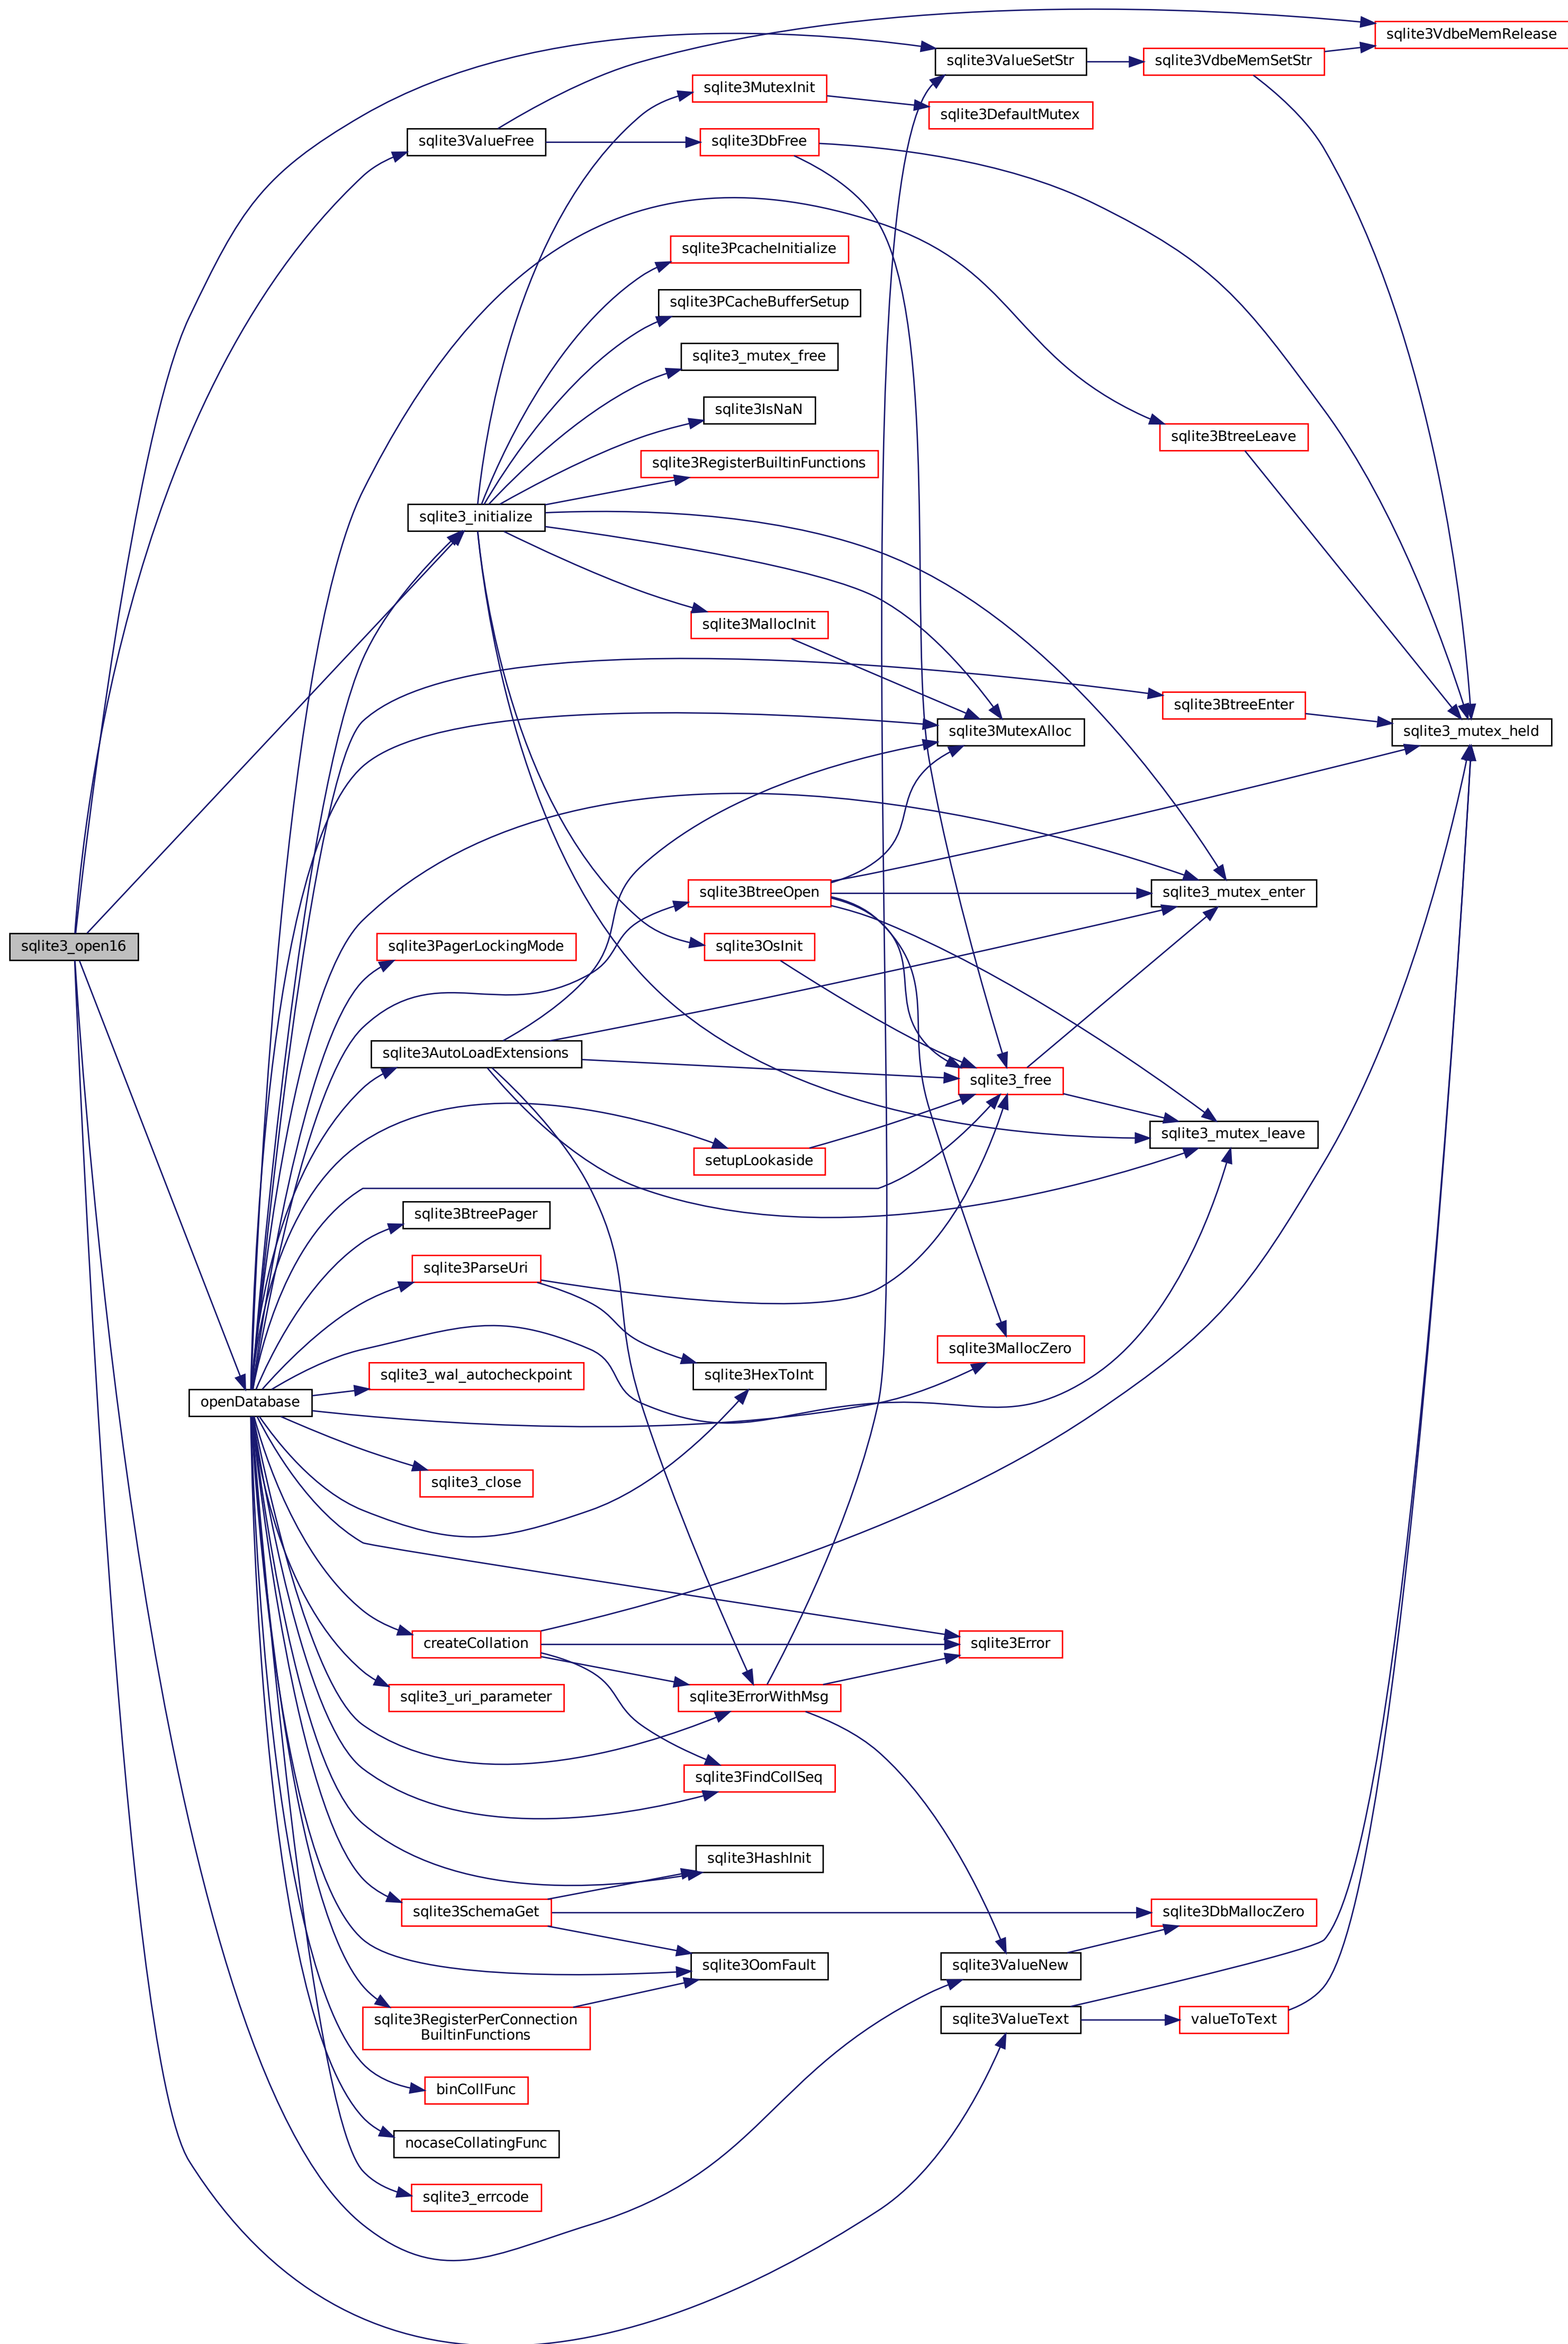 sqlite3VdbeMemRelease
sqlite3ValueSetStr
sqlite3VdbeMemSetStr
sqlite3MutexInit
sqlite3DefaultMutex
sqlite3ValueFree
sqlite3DbFree
sqlite3PcacheInitialize
sqlite3PCacheBufferSetup
sqlite3_mutex_free
sqlite3IsNaN
sqlite3BtreeLeave
sqlite3RegisterBuiltinFunctions
sqlite3_initialize
sqlite3MallocInit
sqlite3BtreeEnter
sqlite3MutexAlloc
sqlite3_mutex_held
sqlite3BtreeOpen
sqlite3_mutex_enter
sqlite3_open16
sqlite3PagerLockingMode
sqlite3OsInit
sqlite3AutoLoadExtensions
sqlite3_free
sqlite3_mutex_leave
setupLookaside
sqlite3BtreePager
sqlite3ParseUri
sqlite3MallocZero
sqlite3_wal_autocheckpoint
sqlite3HexToInt
openDatabase
sqlite3_close
createCollation
sqlite3Error
sqlite3_uri_parameter
sqlite3ErrorWithMsg
sqlite3FindCollSeq
sqlite3HashInit
sqlite3SchemaGet
sqlite3DbMallocZero
sqlite3OomFault
sqlite3ValueNew
sqlite3RegisterPerConnection
BuiltinFunctions
sqlite3ValueText
valueToText
binCollFunc
nocaseCollatingFunc
sqlite3_errcode